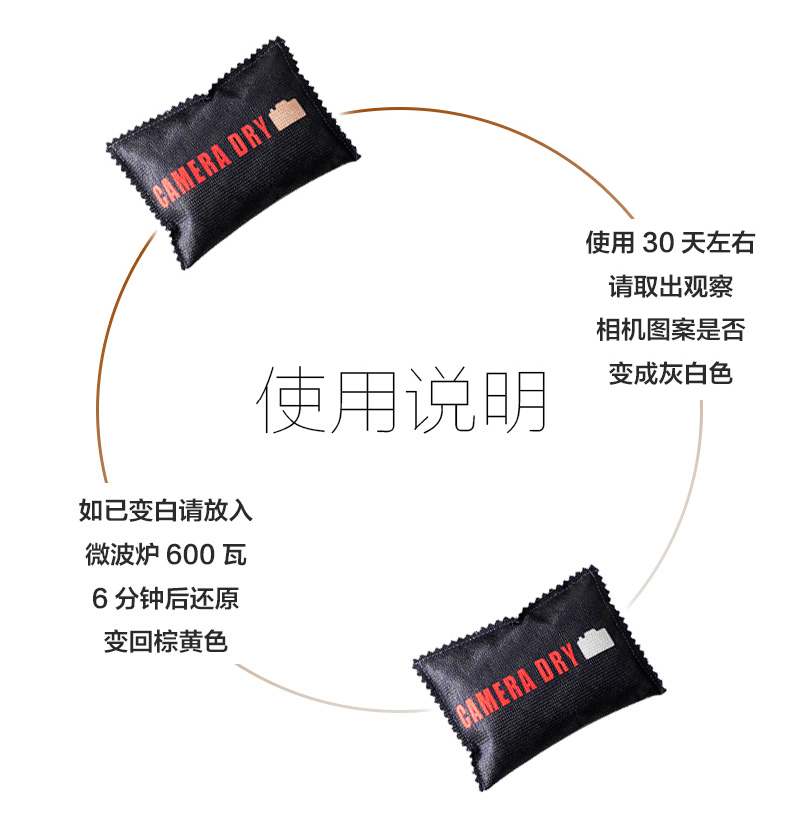 CAMERA DRY
使用 30 天左右
请取出观察
相机图案是否
变成灰白色
使用说明
如已变白请放入
微波炉 600 瓦
6 分钟后还原
变回棕黄色
CAMERA DRY